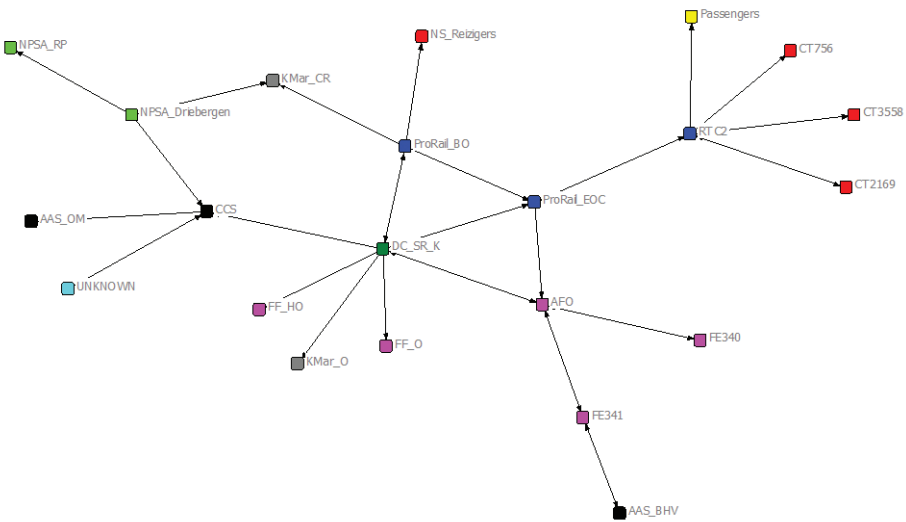 Passengers
NS_Reizigers
NPSA_RP
CT756
KMar_CR
NPSA_Driebergen
CT3558
RTC2
ProRail_BO
CT2169
ProRail_EOC
CCS
AAS_OM
DC_SR_K
UNKNOWN
AFO
FF_HO
FE340
FF_O
KMar_O
FE341
AAS_BHV